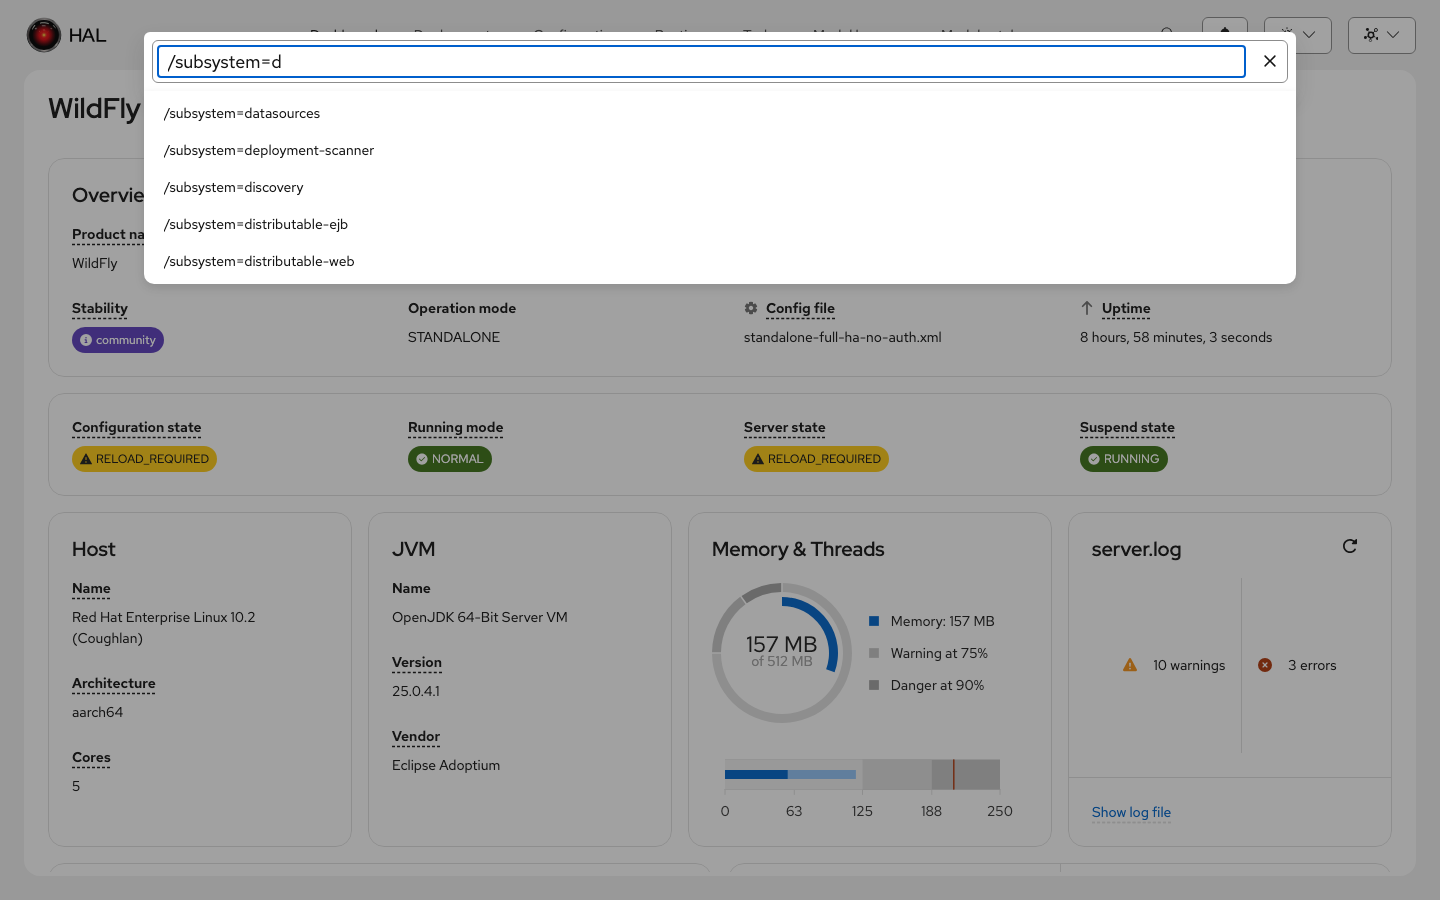 HAL
/subsystem=d
/subsystem=datasources
/subsystem=deployment-scanner
/subsystem=discovery
/subsystem=distributable-ejb
/subsystem=distributable-web
WildFly
Overvie
Product na
WildFly
Stability
community
Operation mode
STANDALONE
Config file
standalone-full-ha-no-auth.xml
Uptime
8 hours, 58 minutes, 3 seconds
Configuration state
RELOAD_REQUIRED
Running mode
NORMAL
Server state
RELOAD_REQUIRED
Suspend state
RUNNING
Host
Name
Red Hat Enterprise Linux 10.2
(Coughlan)
Architecture
aarch64
Cores
5
JVM
Name
OpenJDK 64-Bit Server VM
Version
25.0.4.1
Vendor
Eclipse Adoptium
Memory & Threads
157 MB
of 512 MB
Memory: 157 MB
Warning at 75%
Danger at 90%
0 63 125 188 250
server.log
10 warnings
3 errors
Show log file